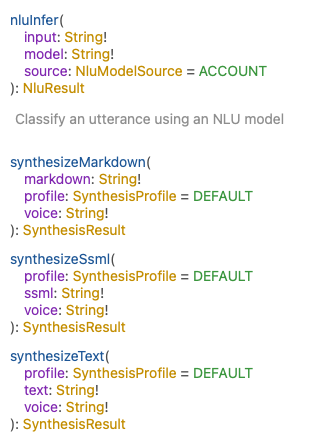 nluInfer(
input: String!
model: String!
source: NluModelSource = ACCOUNT
): NluResult
Classify an utterance using an NLU model
synthesizeMarkdown(
markdown: String!
profile: SynthesisProfile = DEFAULT
voice: String!
): SynthesisResult
synthesizeSsml(
profile: SynthesisProfile = DEFAULT
ssml: String!
voice: String!
): SynthesisResult
synthesizeText(
profile: SynthesisProfile = DEFAULT
text: String!
voice: String!
): SynthesisResult